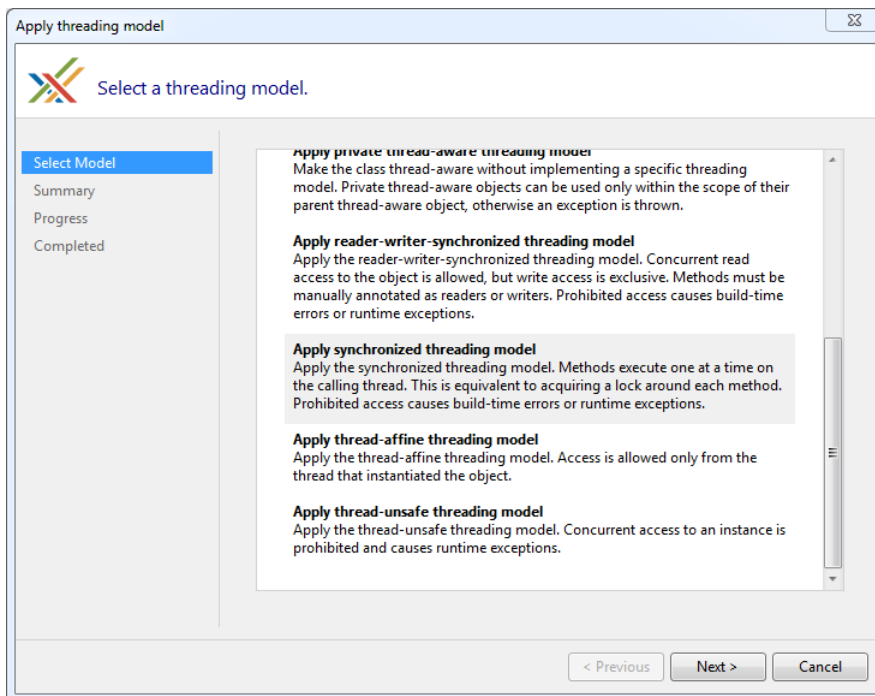 Apply threading model
Select a threading model.
Select Model
Summary
Progress
Completed
Apply private thread-aware threading model
Make the class thread-aware without implementing a specific threading
model. Private thread-aware objects can be used only within the scope of their
parent thread-aware object, otherwise an exception is thrown.
Apply reader-writer-synchronized threading model
Apply the reader-writer-synchronized threading model. Concurrent read
access to the object is allowed, but write access is exclusive. Methods must be
manually annotated as readers or writers. Prohibited access causes build-time
errors or runtime exceptions.
Apply synchronized threading model
Apply the synchronized threading model. Methods execute one at a time on
the calling thread. This is equivalent to acquiring a lock around each method.
Prohibited access causes build-time errors or runtime exceptions.
Apply thread-affine threading model
Apply the thread-affine threading model. Access is allowed only from the
thread that instantiated the object.
Apply thread-unsafe threading model
Apply the thread-unsafe threading model. Concurrent access to an instance is
prohibited and causes runtime exceptions.
< Previous
Next >
Cancel